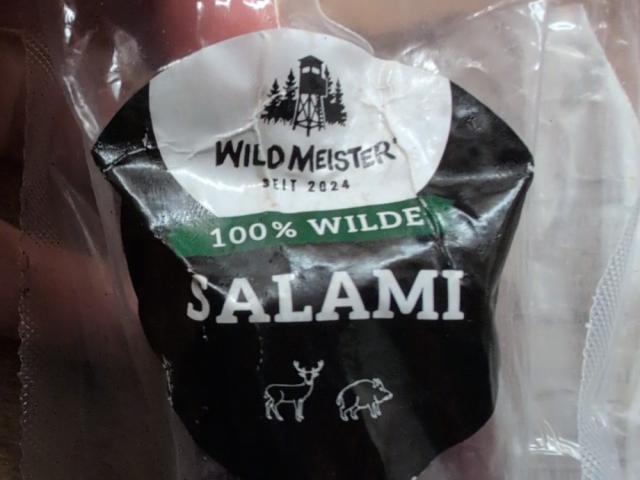 WILDMEISTER
SEIT 2024
100% WILDE
SALAMI